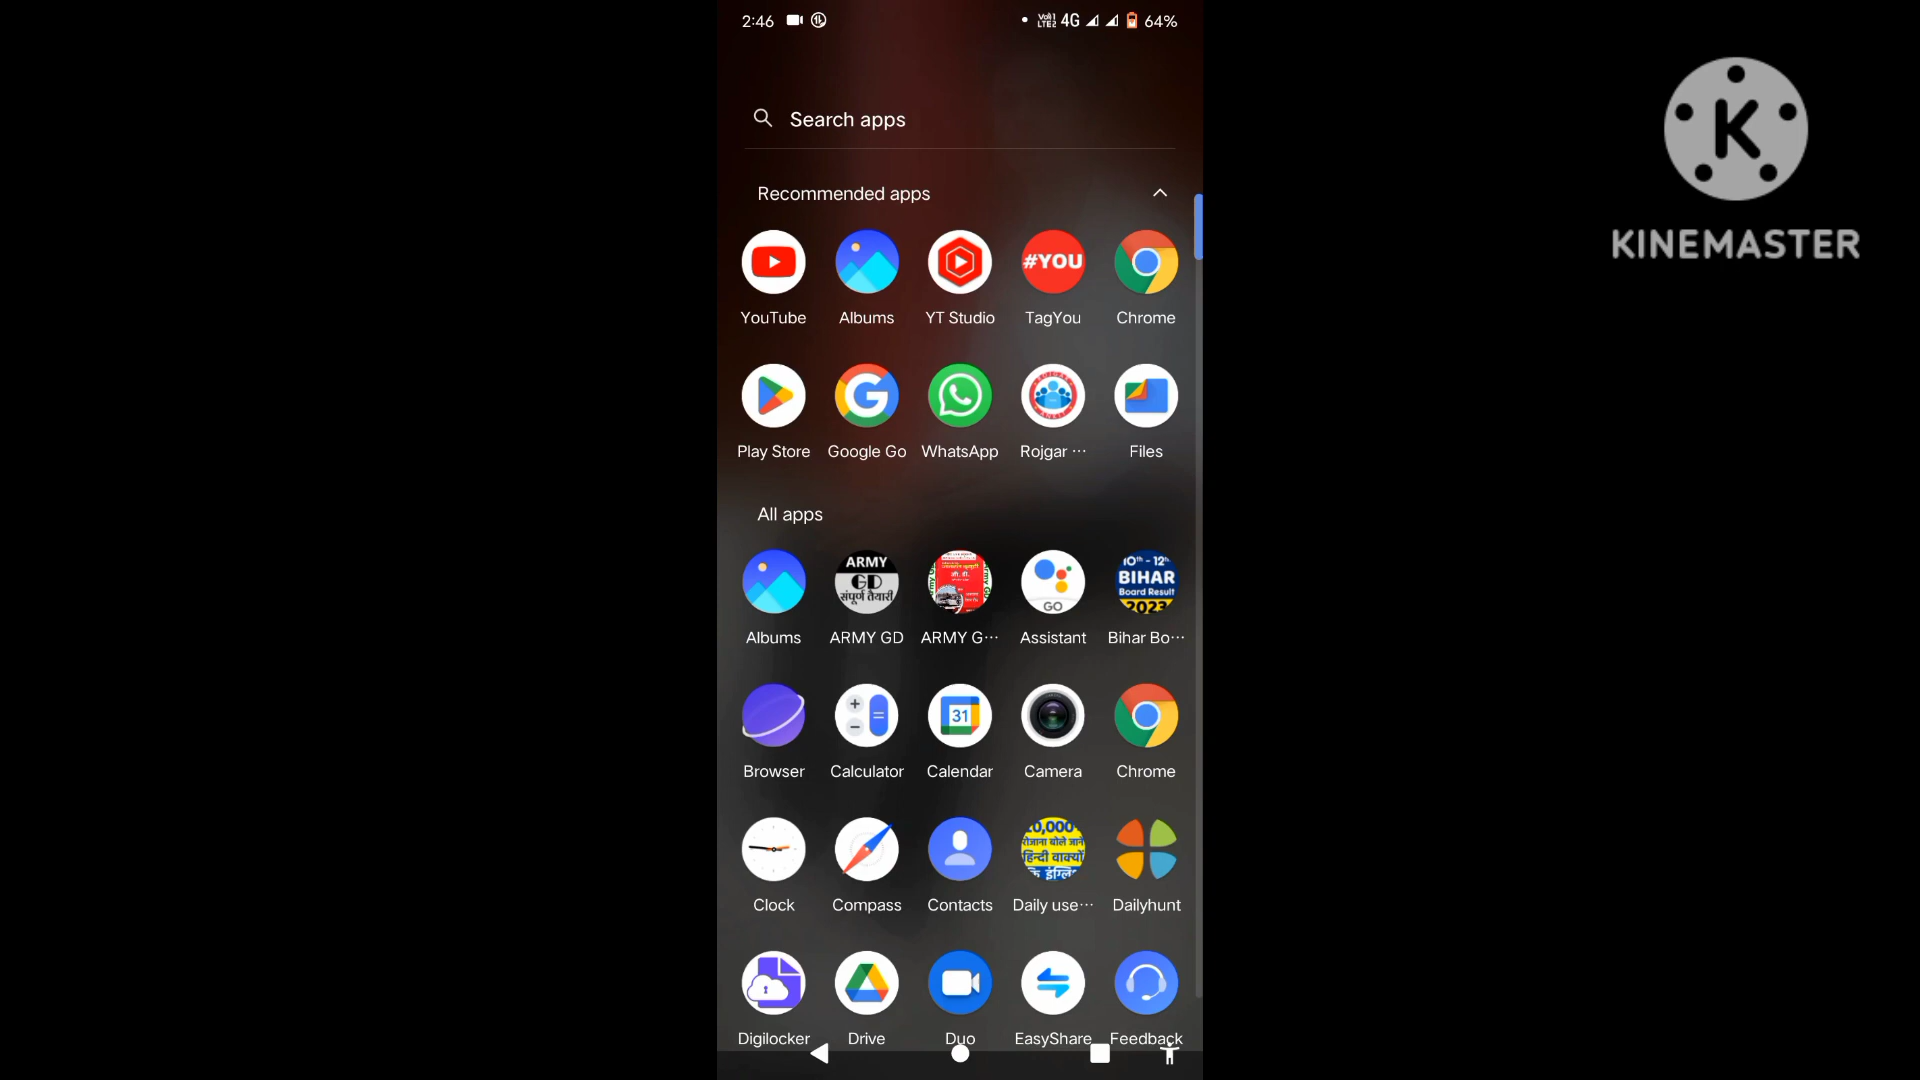 2:46 4G 64%
K
KINEMASTER
Search apps
Recommended apps
#YOU
YouTube Albums YT Studio TagYou Chrome
Play Store Google Go WhatsApp Rojgar ··· Files
All apps
ARMY
GD
संपूर्ण तैयारी
GO
10th - 12th
BIHAR
Board Result
2023
Albums ARMY GD ARMY G··· Assistant Bihar Bo···
31
Browser Calculator Calendar Camera Chrome
रोजाना बोले जाने
हिन्दी वाक्यों
Clock Compass Contacts Daily use··· Dailyhunt
Digilocker Drive Duo EasyShare Feedback